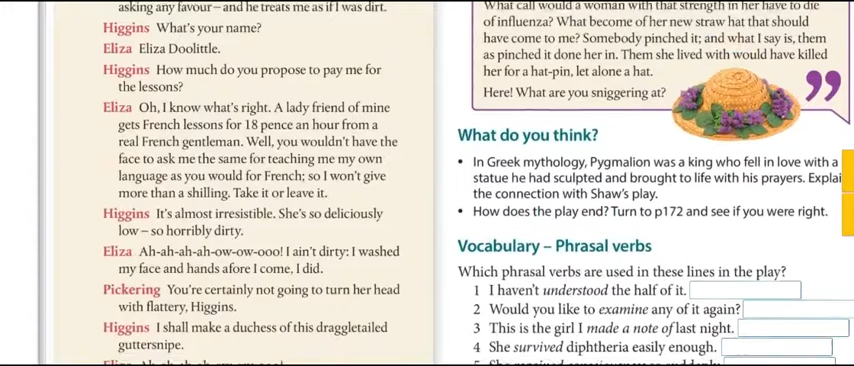 asking any favour – and he treats me as if I was dirt.
Higgins What's your name?
Eliza Eliza Doolittle.
Higgins How much do you propose to pay me for
the lessons?
Eliza Oh, I know what's right. A lady friend of mine
gets French lessons for 18 pence an hour from a
real French gentleman. Well, you wouldn't have the
face to ask me the same for teaching me my own
language as you would for French; so I won't give
more than a shilling. Take it or leave it.
Higgins It's almost irresistible. She's so deliciously
low – so horribly dirty.
Eliza Ah-ah-ah-ah-ow-ow-ooo! I ain't dirty: I washed
my face and hands afore I come, I did.
Pickering You're certainly not going to turn her head
with flattery, Higgins.
Higgins I shall make a duchess of this draggletailed
guttersnipe.
What call would a woman with that strength in her have to die
of influenza? What become of her new straw hat that should
have come to me? Somebody pinched it; and what I say is, them
as pinched it done her in. Them she lived with would have killed
her for a hat-pin, let alone a hat.
Here! What are you sniggering at?
What do you think?
• In Greek mythology, Pygmalion was a king who fell in love with a
statue he had sculpted and brought to life with his prayers. Explai
the connection with Shaw's play.
• How does the play end? Turn to p172 and see if you were right.
Vocabulary – Phrasal verbs
Which phrasal verbs are used in these lines in the play?
1 I haven't understood the half of it.
2 Would you like to examine any of it again?
3 This is the girl I made a note of last night.
4 She survived diphtheria easily enough.